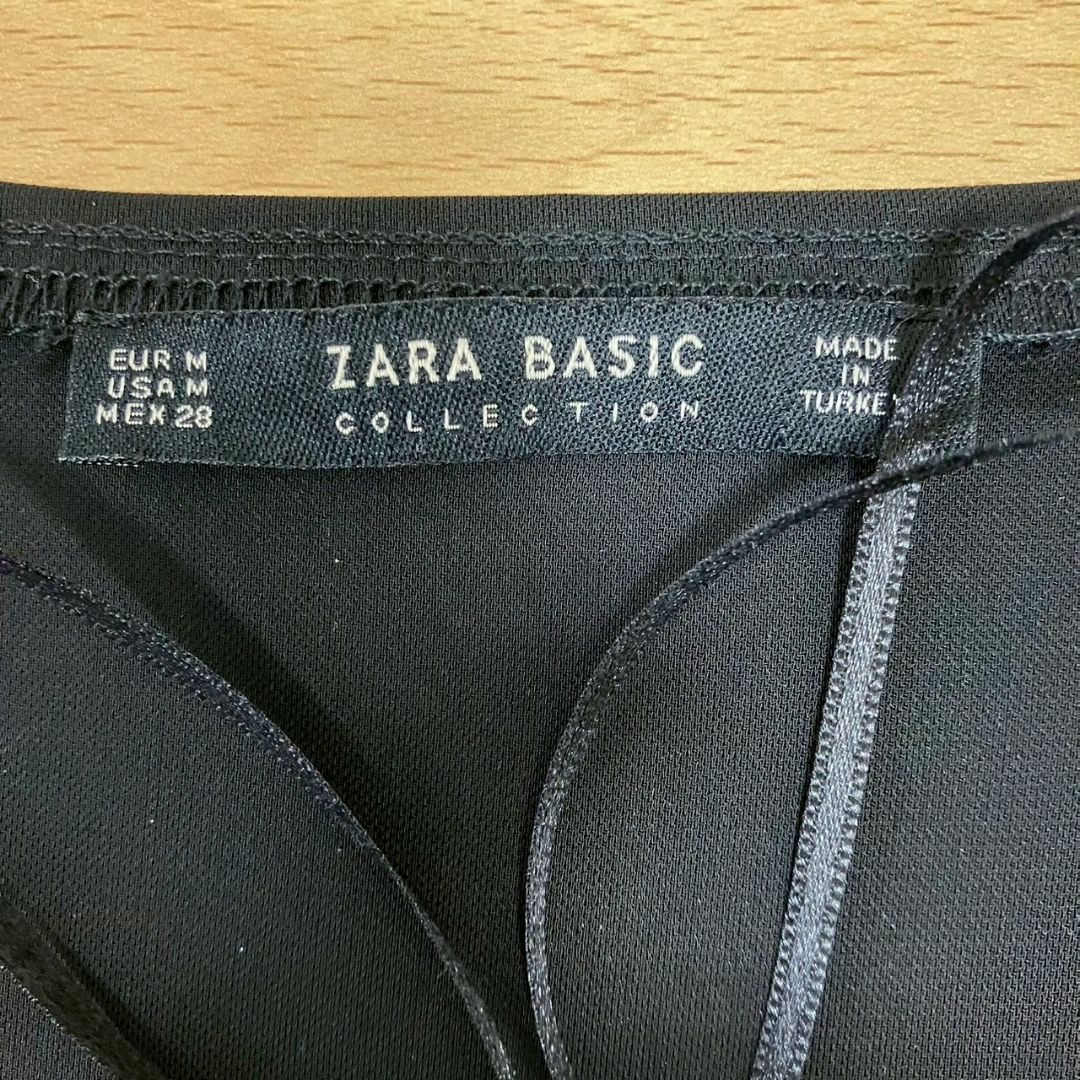 EUR M
USA M
MEX 28
ZARA BASIC
COLLECTION
MADE
IN
TURKEY